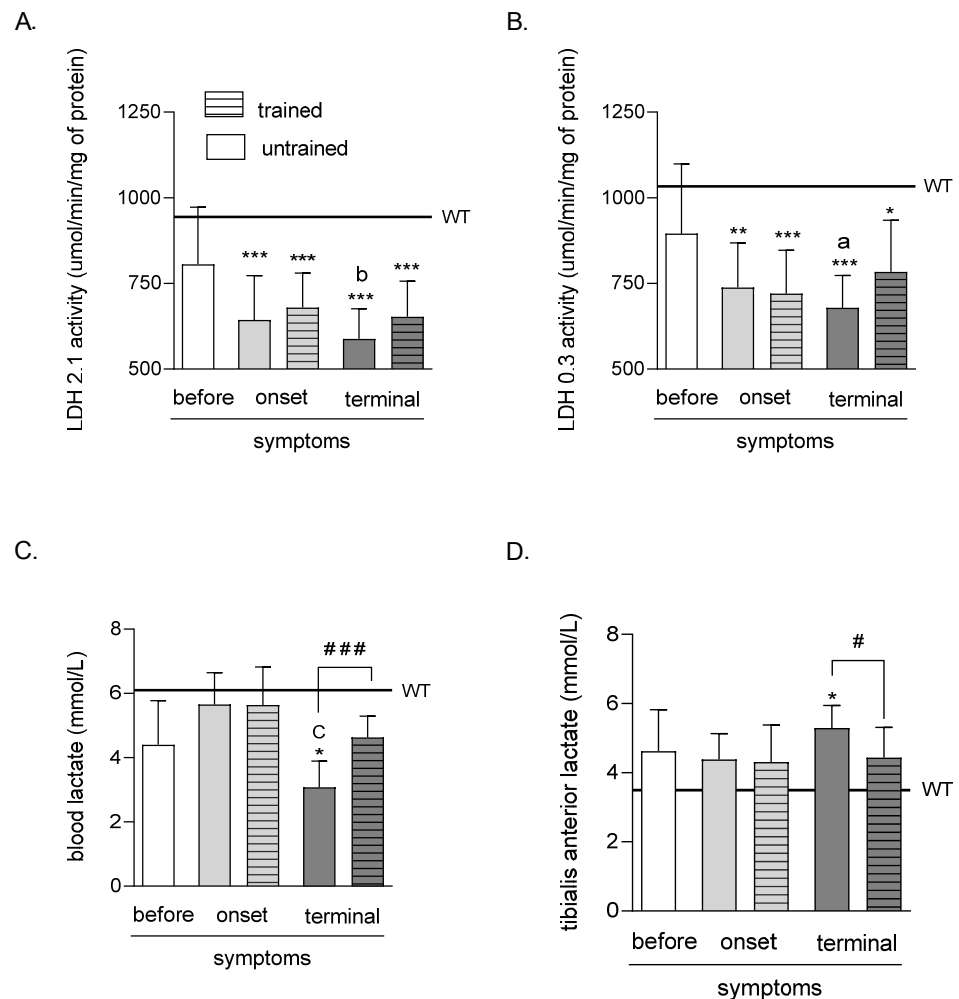 A.
LDH 2.1 activity (umol/min/mg of protein)
1250
1000
750
500
trained
untrained
WT
***
***
b
***
***
before
onset
terminal
symptoms
B.
LDH 0.3 activity (umol/min/mg of protein)
1250
1000
750
500
WT
**
***
a
***
*
before
onset
terminal
symptoms
C.
blood lactate (mmol/L)
8
6
4
2
0
WT
###
C
*
before
onset
terminal
symptoms
D.
tibialis anterior lactate (mmol/L)
8
6
4
2
0
WT
#
*
before
onset
terminal
symptoms